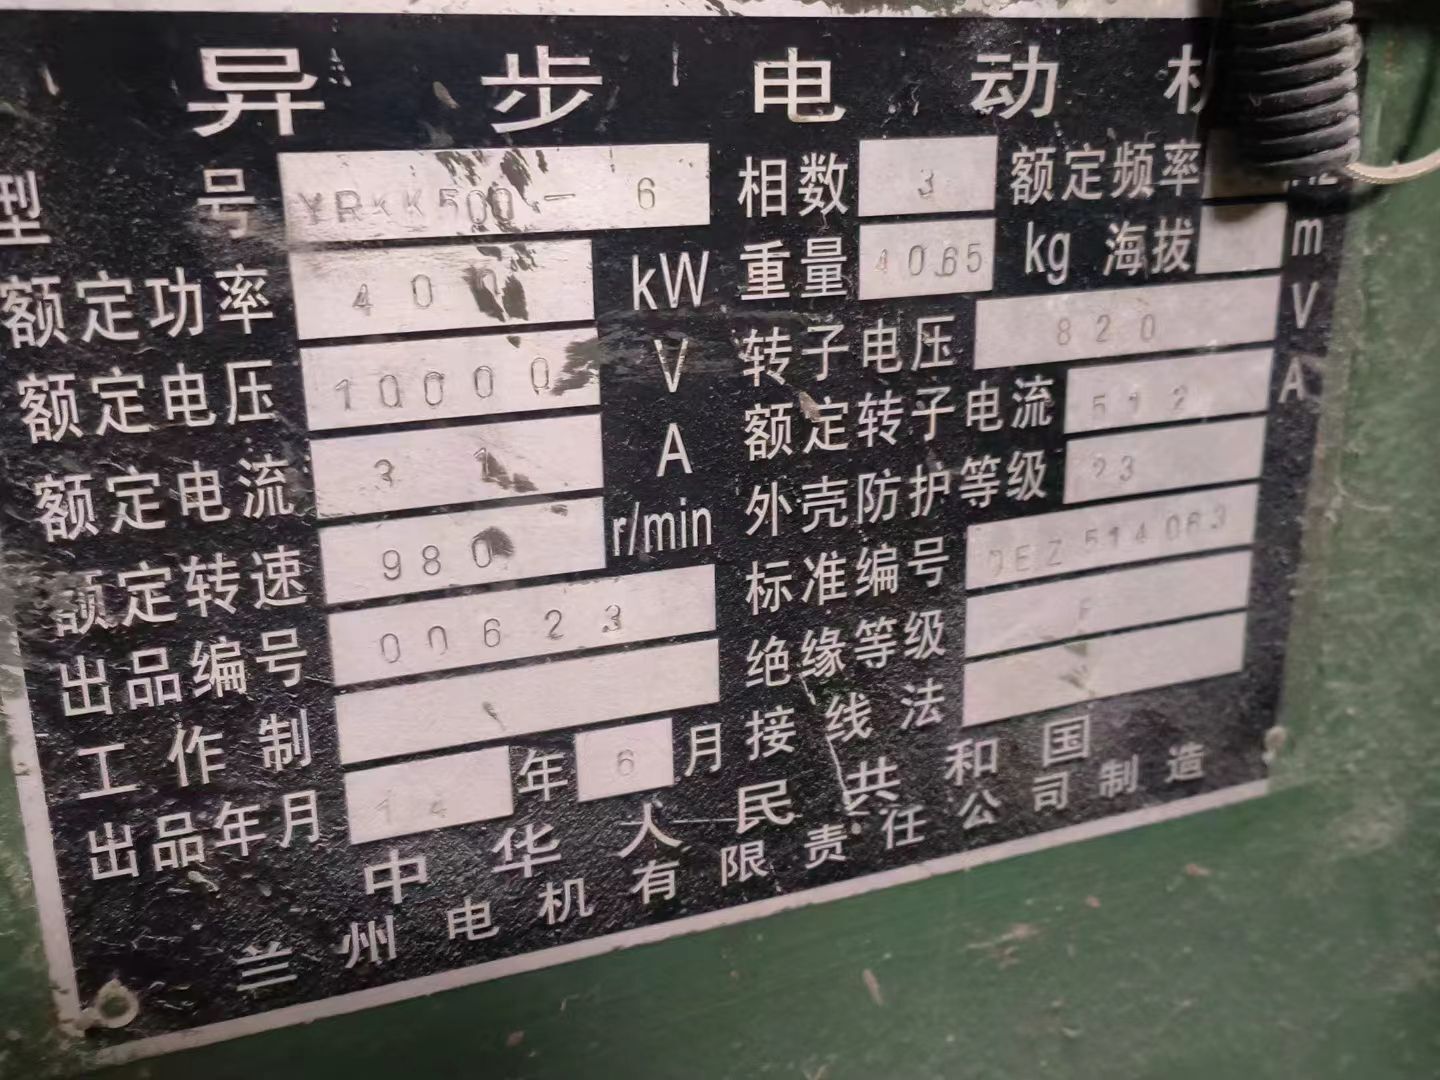 异步电动机
型号 YRKK500-6 相数 3 额定频率
额定功率 400 kW 重量 4065 kg 海拔 m
额定电压 10000 V 转子电压 820 V
额定电流 31 A 额定转子电流 512 A
额定转速 980 r/min 外壳防护等级 23
出品编号 00623 标准编号 0EZ514063
工作制 绝缘等级 F
出品年月 14年6月 接线法 Y
中华人民共和国
兰州电机有限责任公司制造